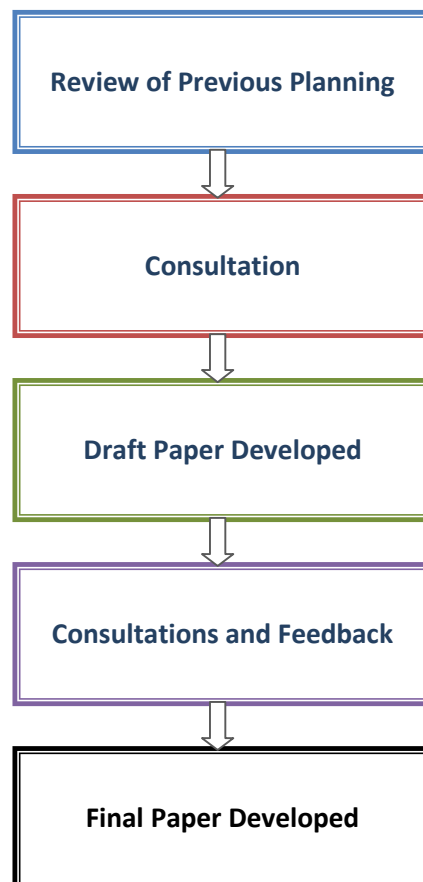 Review of Previous Planning
Consultation
Draft Paper Developed
Consultations and Feedback
Final Paper Developed